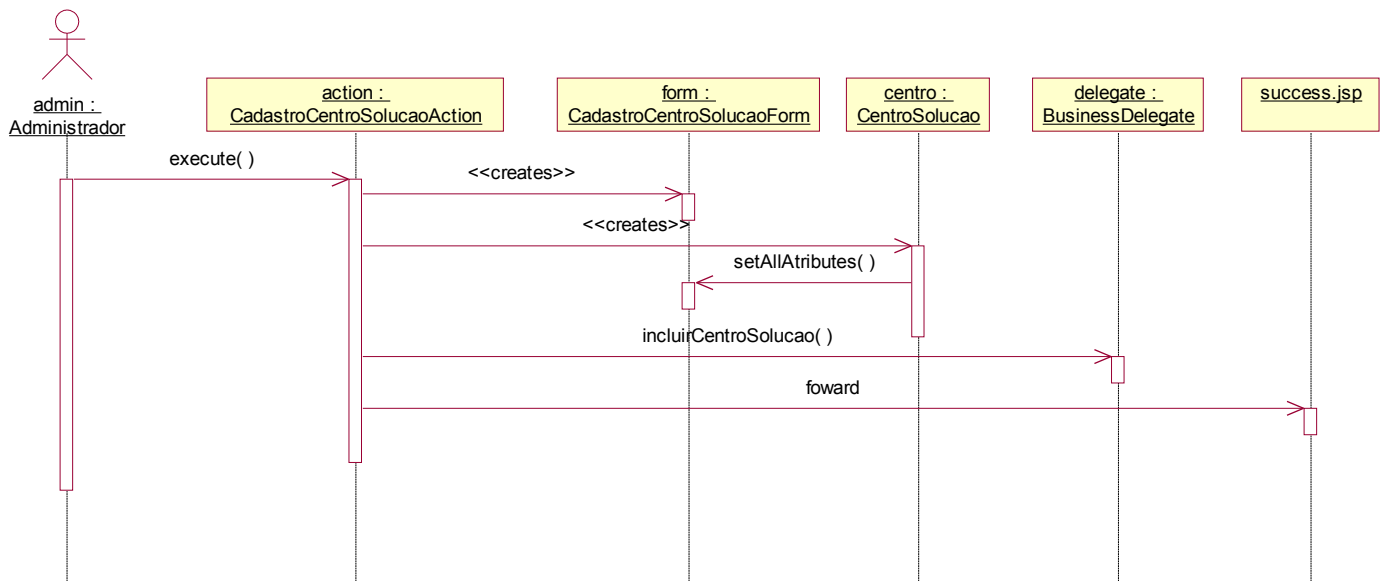 admin :
Administrador
action :
CadastroCentroSolucaoAction
form :
CadastroCentroSolucaoForm
centro :
CentroSolucao
delegate :
BusinessDelegate
success.jsp
execute( )
<<creates>>
<<creates>>
setAllAtributes( )
incluirCentroSolucao( )
foward